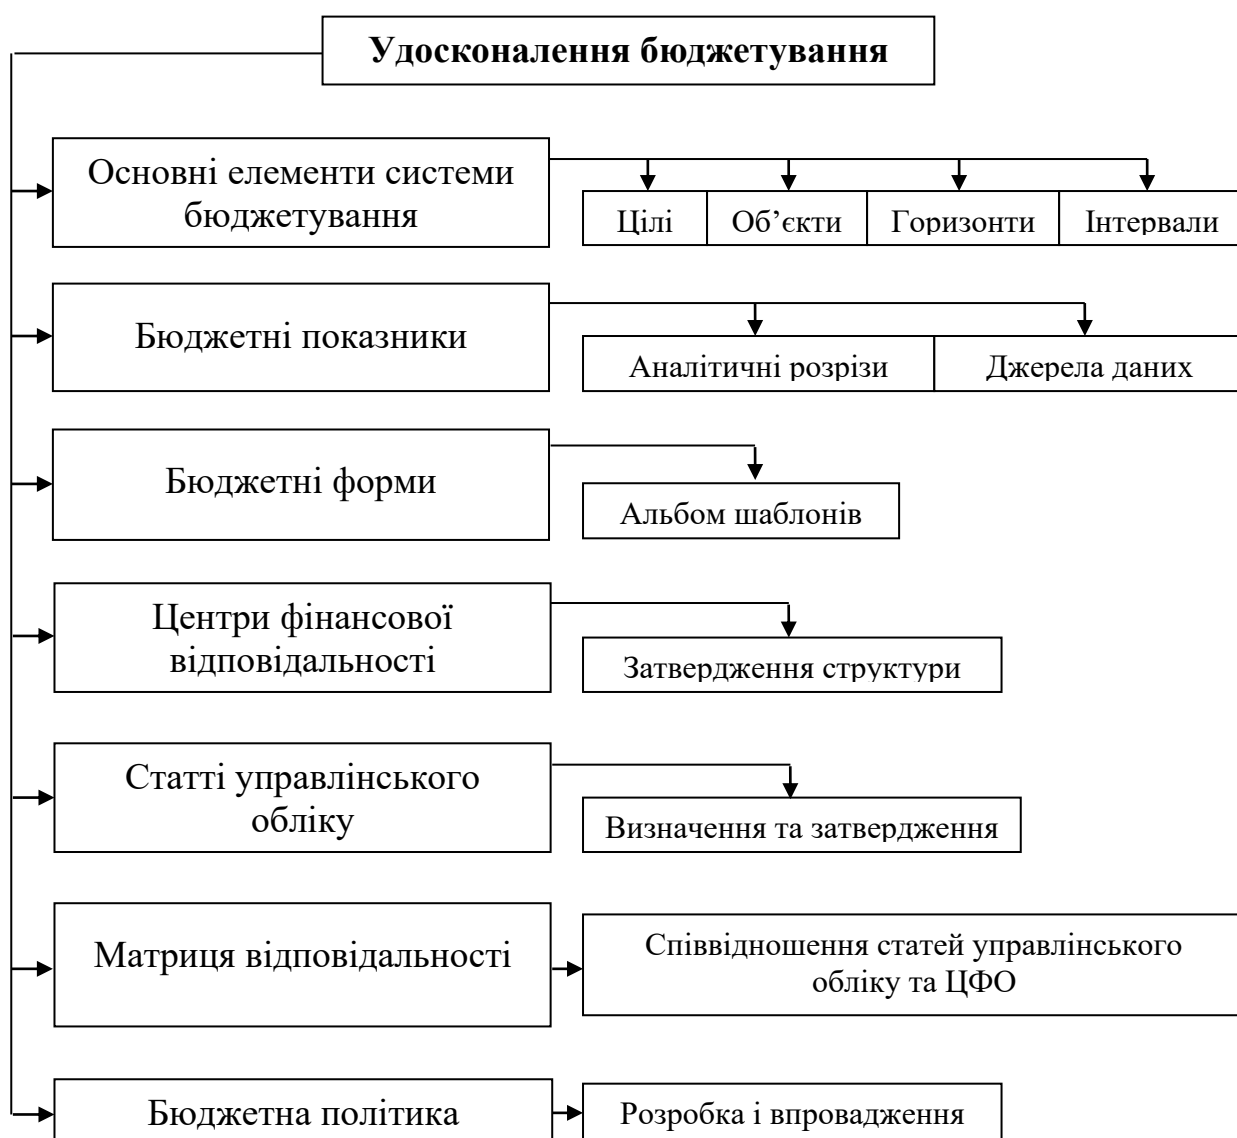 Удосконалення бюджетування
Основні елементи системи
бюджетування
Цілі
Об’єкти
Горизонти
Інтервали
Бюджетні показники
Аналітичні розрізи
Джерела даних
Бюджетні форми
Альбом шаблонів
Центри фінансової
відповідальності
Затвердження структури
Статті управлінського
обліку
Визначення та затвердження
Матриця відповідальності
Співвідношення статей управлінського
обліку та ЦФО
Бюджетна політика
Розробка і впровадження